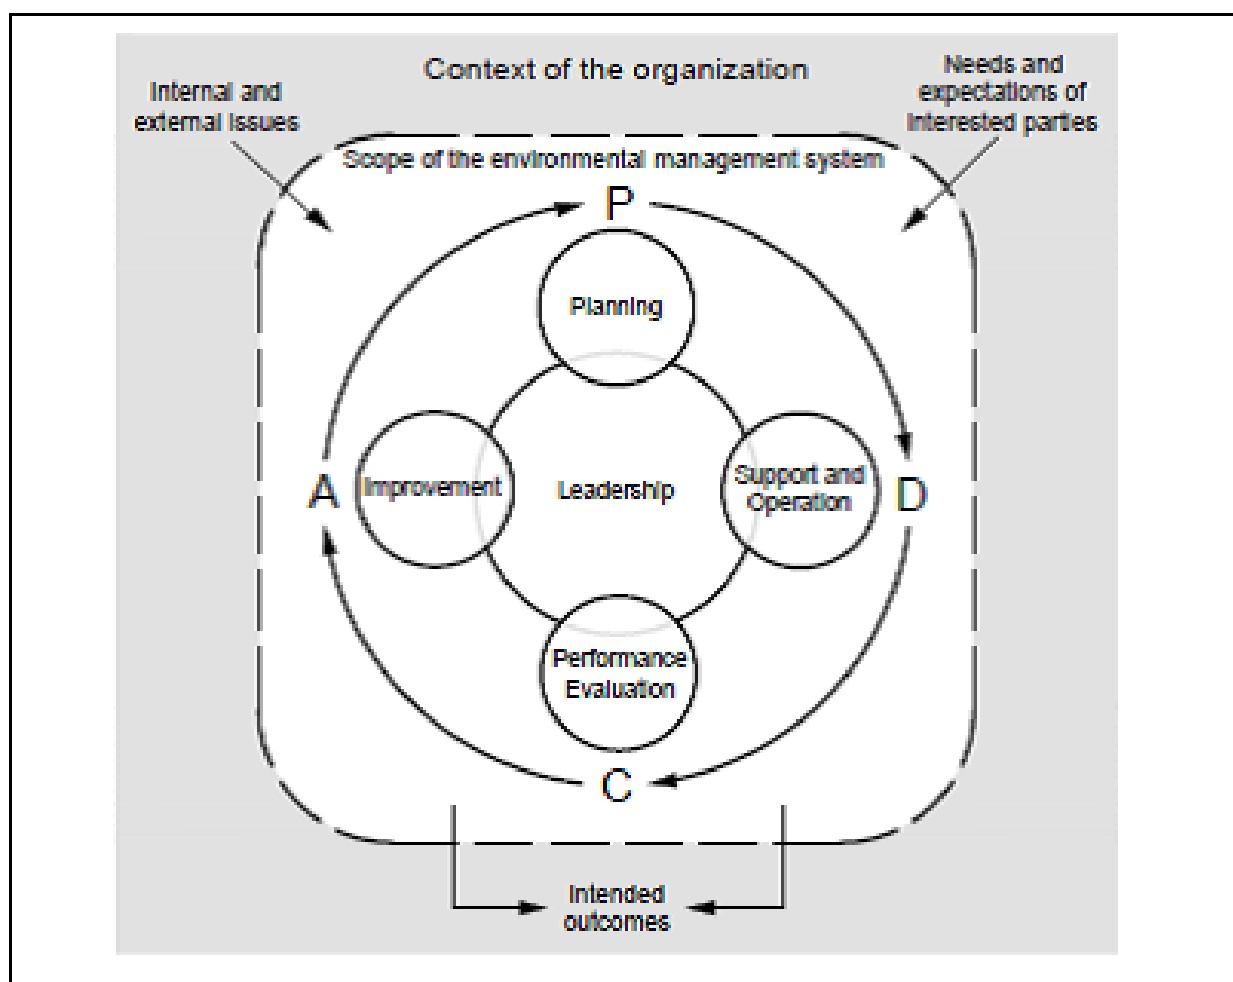 Context of the organization
Internal and
external issues
Needs and
expectations of
interested parties
Scope of the environmental management system
P
Planning
A
Improvement
Leadership
Support and
Operation
D
Performance
Evaluation
C
Intended
outcomes